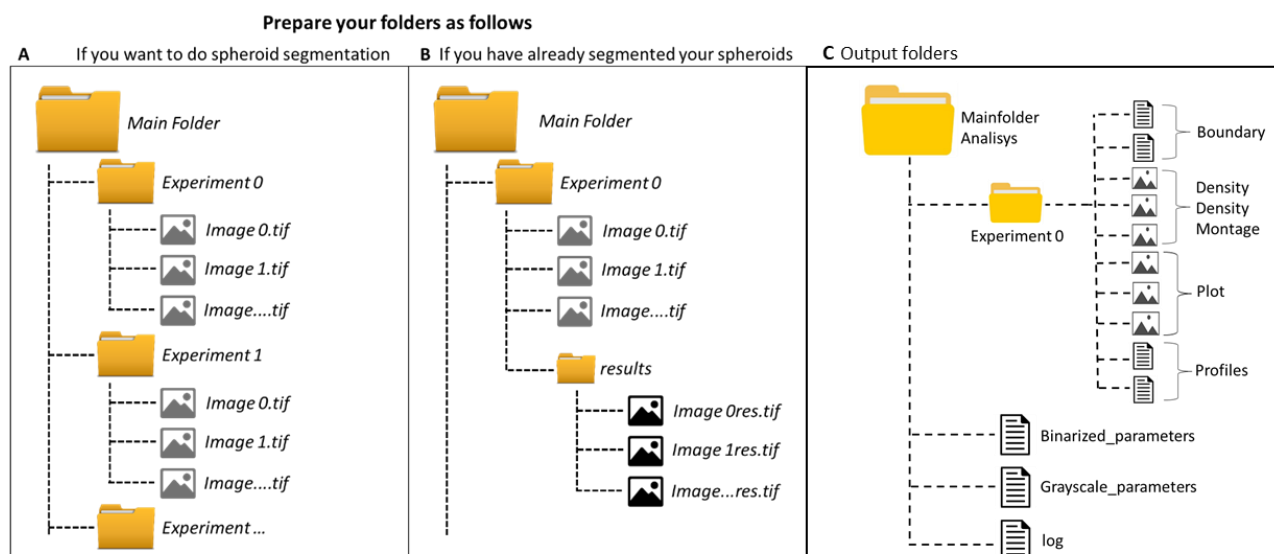 Prepare your folders as follows
A If you want to do spheroid segmentation
Main Folder
Experiment 0
Image 0.tif
Image 1.tif
Image....tif
Experiment 1
Image 0.tif
Image 1.tif
Image....tif
Experiment ...
B If you have already segmented your spheroids
Main Folder
Experiment 0
Image 0.tif
Image 1.tif
Image....tif
results
Image 0res.tif
Image 1res.tif
Image...res.tif
C Output folders
Mainfolder
Analisys
Experiment 0
Boundary
Density
Density
Montage
Plot
Profiles
Binarized_parameters
Grayscale_parameters
log